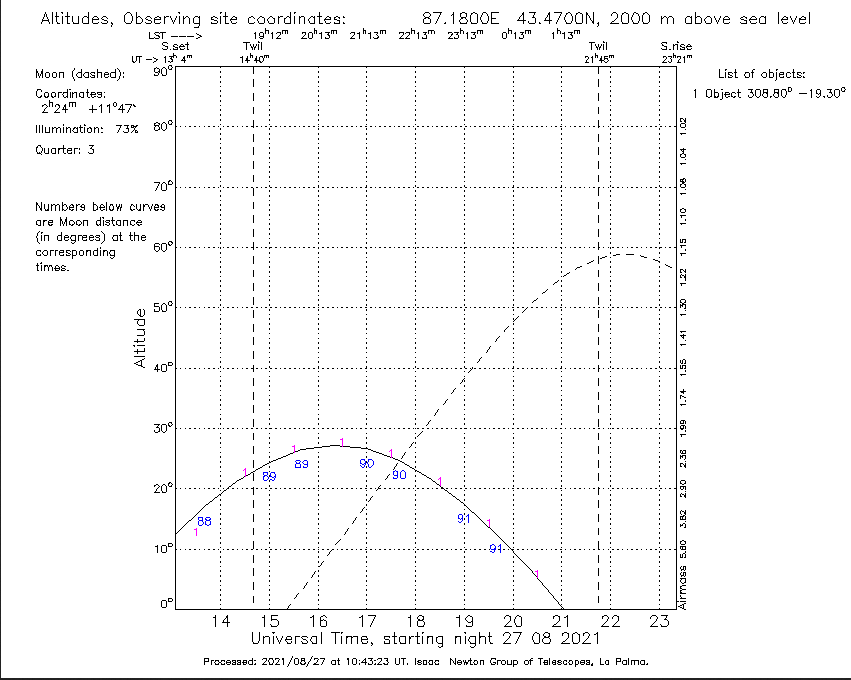 Altitudes, Observing site coordinates: 87.1800E 43.4700N, 2000 m above sea level
LST ---> 19ʰ12ᵐ 20ʰ13ᵐ 21ʰ13ᵐ 22ʰ13ᵐ 23ʰ13ᵐ 0ʰ13ᵐ 1ʰ13ᵐ
S.set Twil Twil S.rise
UT -> 13ʰ 4ᵐ 14ʰ40ᵐ 21ʰ45ᵐ 23ʰ21ᵐ
Moon (dashed):
Coordinates:
2ʰ24ᵐ +11°47'
Illumination: 73%
Quarter: 3
Numbers below curves
are Moon distance
(in degrees) at the
corresponding
times.
List of objects:
1 Object 308.80ᴰ −19.30°
Altitude
90°
80°
70°
60°
50°
40°
30°
20°
10°
0°
1.02
1.04
1.06
1.10
1.15
1.22
1.30
1.41
1.55
1.74
1.99
2.36
2.90
3.82
5.60
Airmass
1 1 1 1 1 1 1 1
88 89 89 90 90 91 91
14 15 16 17 18 19 20 21 22 23
Universal Time, starting night 27 08 2021
Processed: 2021/08/27 at 10:43:23 UT. Isaac Newton Group of Telescopes, La Palma.